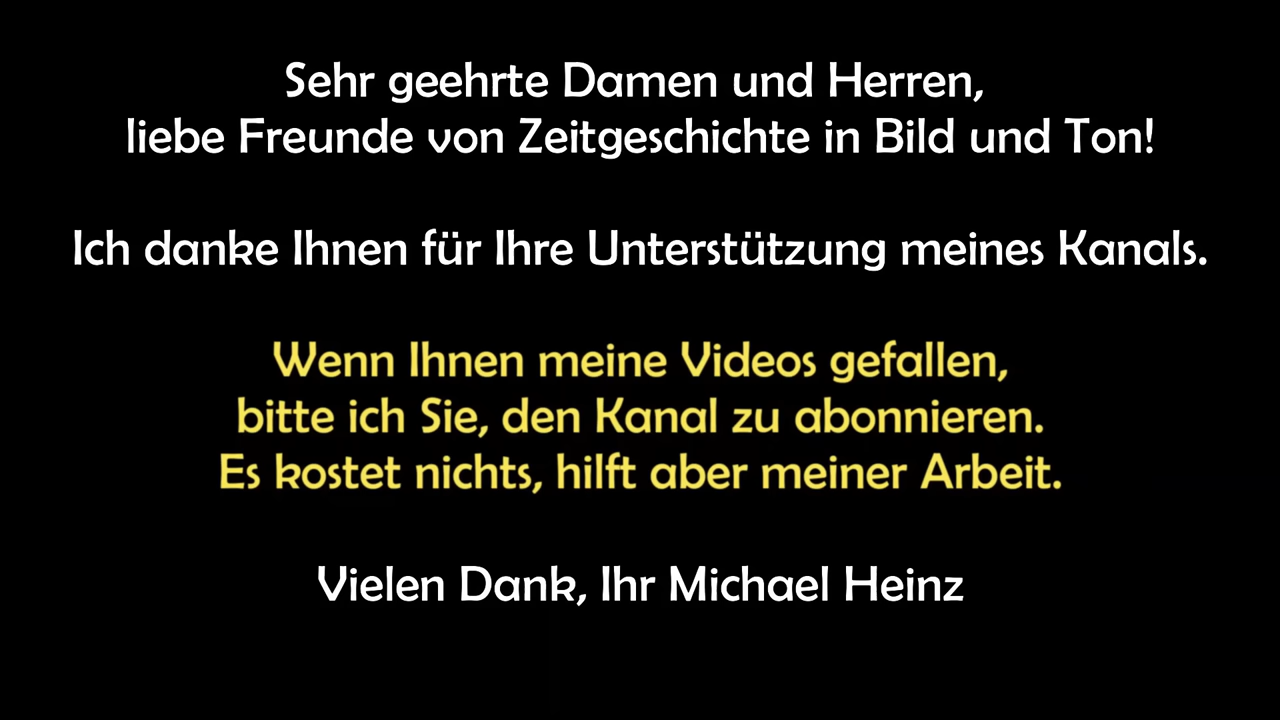 Sehr geehrte Damen und Herren,
liebe Freunde von Zeitgeschichte in Bild und Ton!
Ich danke Ihnen für Ihre Unterstützung meines Kanals.
Wenn Ihnen meine Videos gefallen,
bitte ich Sie, den Kanal zu abonnieren.
Es kostet nichts, hilft aber meiner Arbeit.
Vielen Dank, Ihr Michael Heinz